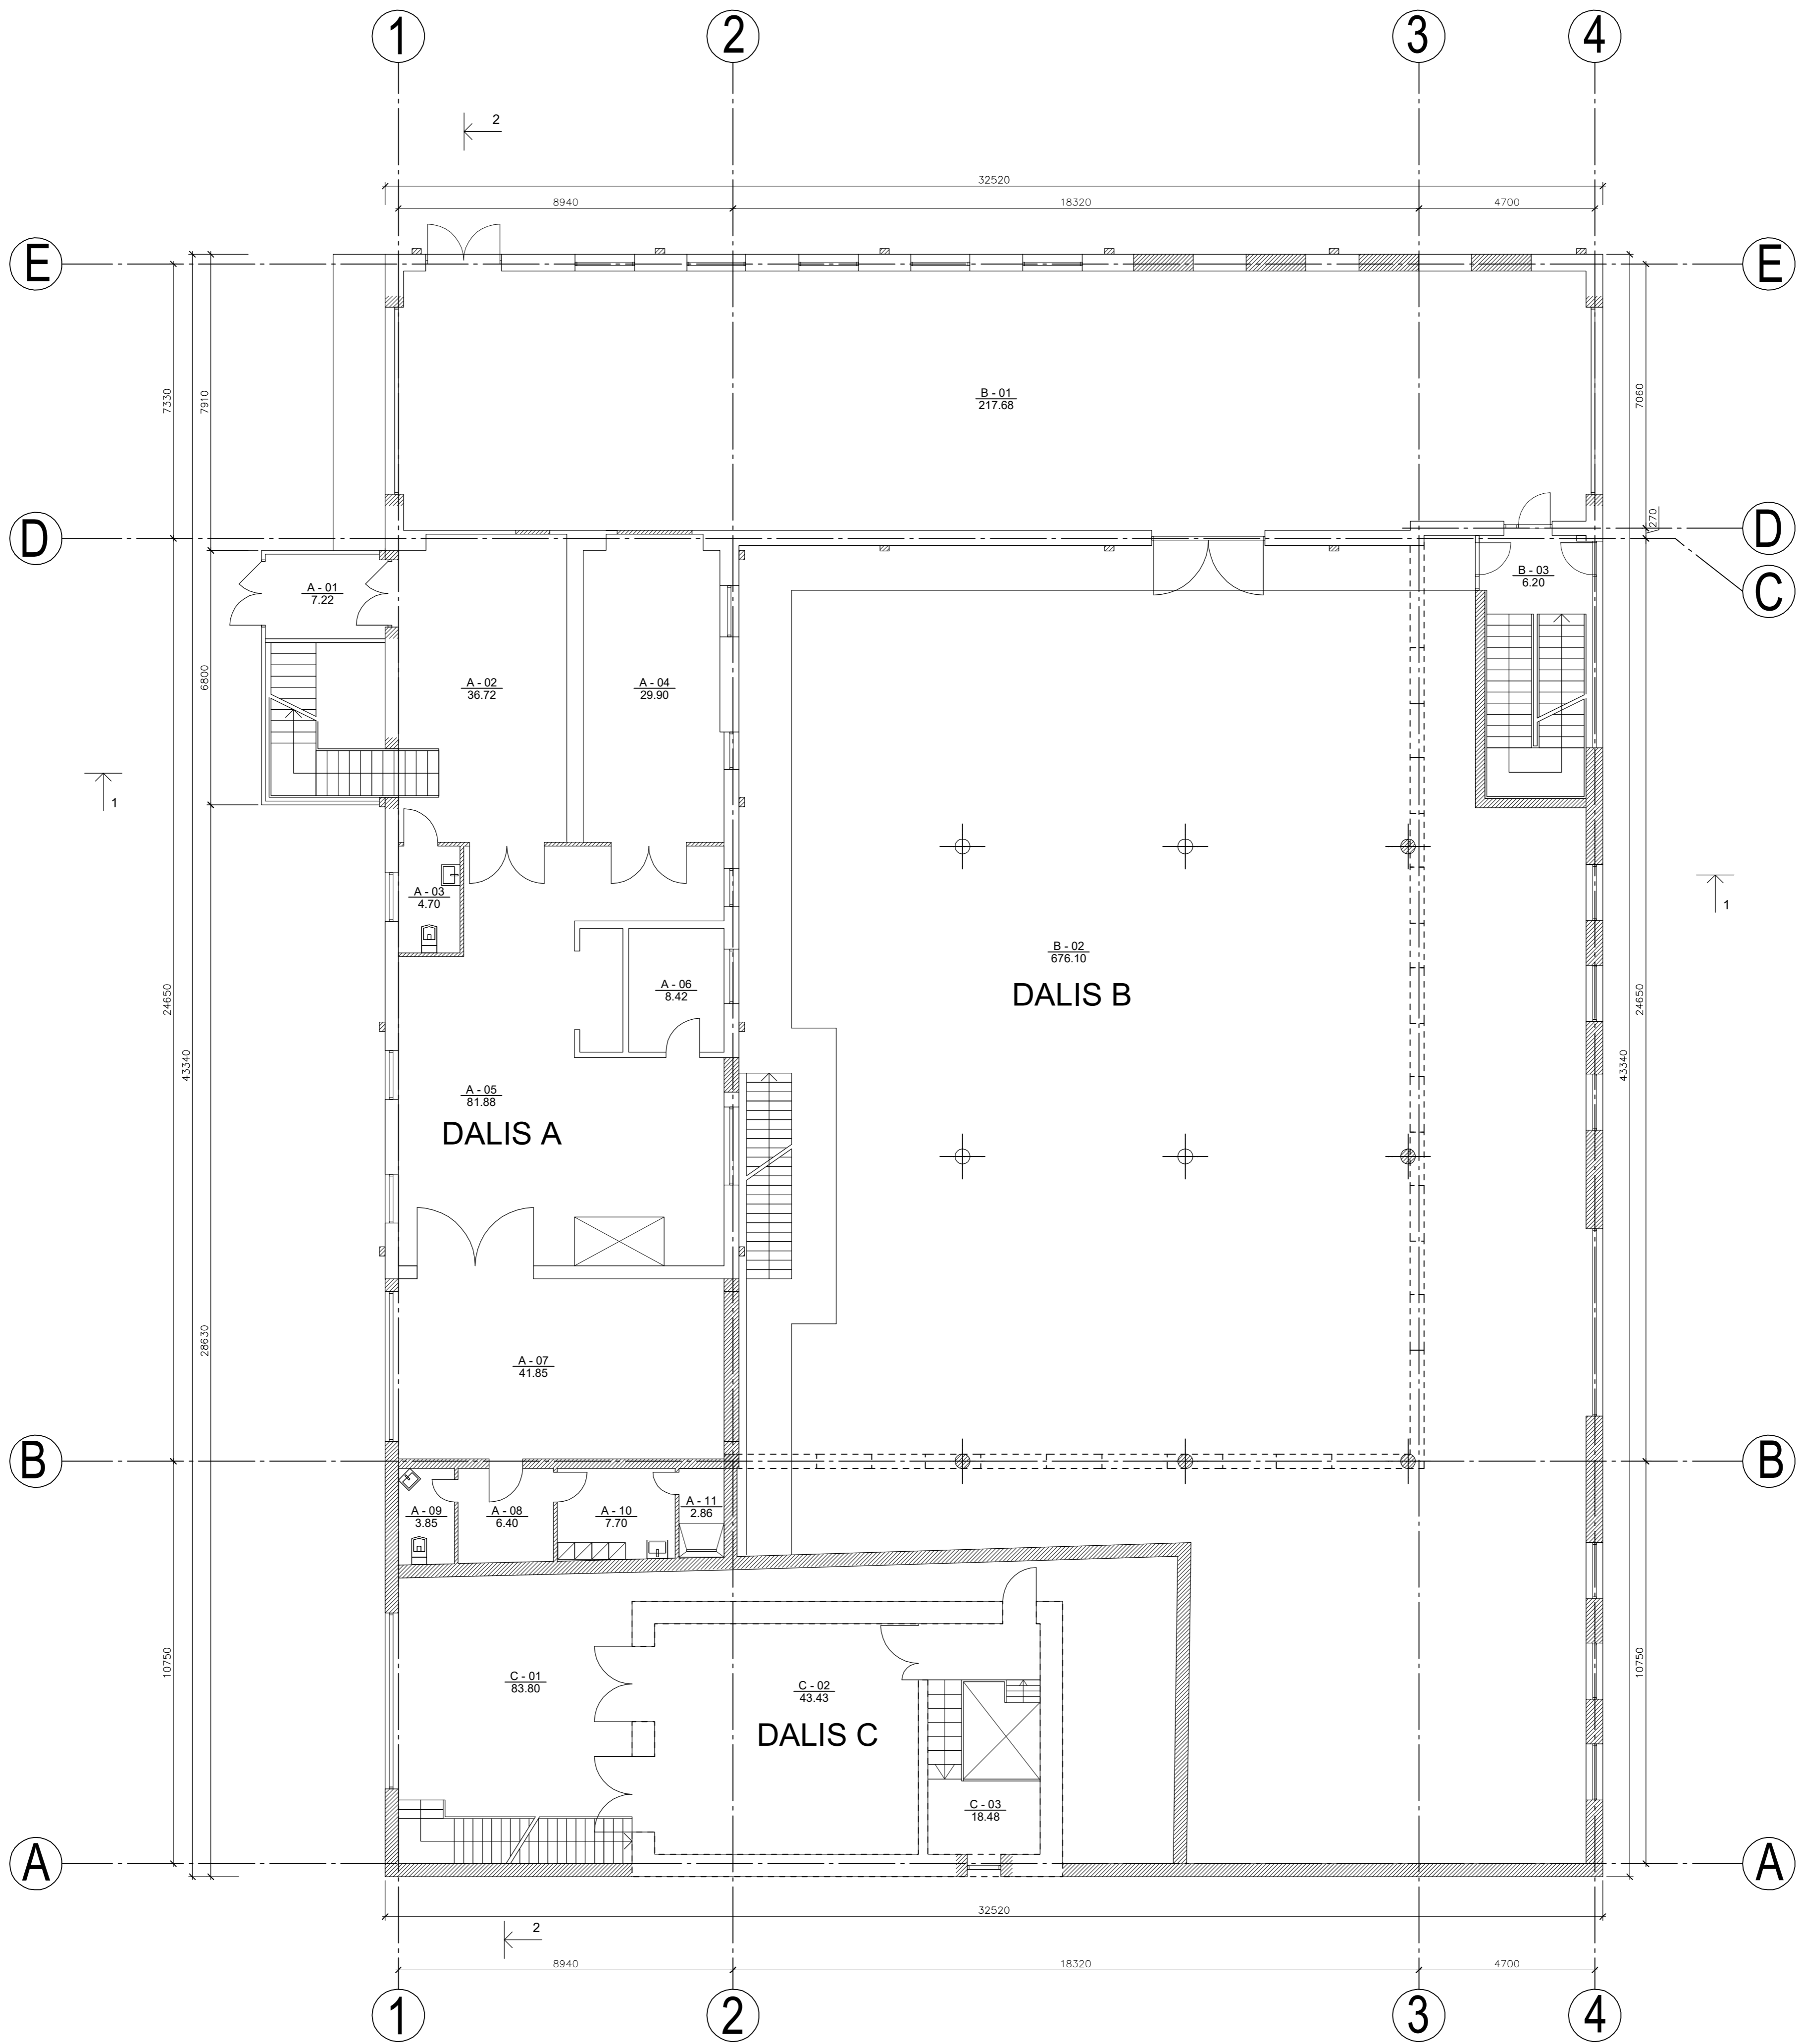 1 2 3 4
2
32520
8940 18320 4700
E E
7330 7910 7060
B - 01
217.68
D D
270
C
A - 01
7.22
B - 03
6.20
6800
A - 02
36.72
A - 04
29.90
1
1
A - 03
4.70
B - 02
676.10
DALIS B
A - 06
8.42
24650 24650
43340 43340
A - 05
81.88
DALIS A
28630
A - 07
41.85
B B
A - 09
3.85
A - 08
6.40
A - 10
7.70
A - 11
2.86
10750 10750
C - 01
83.80
C - 02
43.43
DALIS C
C - 03
18.48
A A
32520
2
8940 18320 4700
1 2 3 4